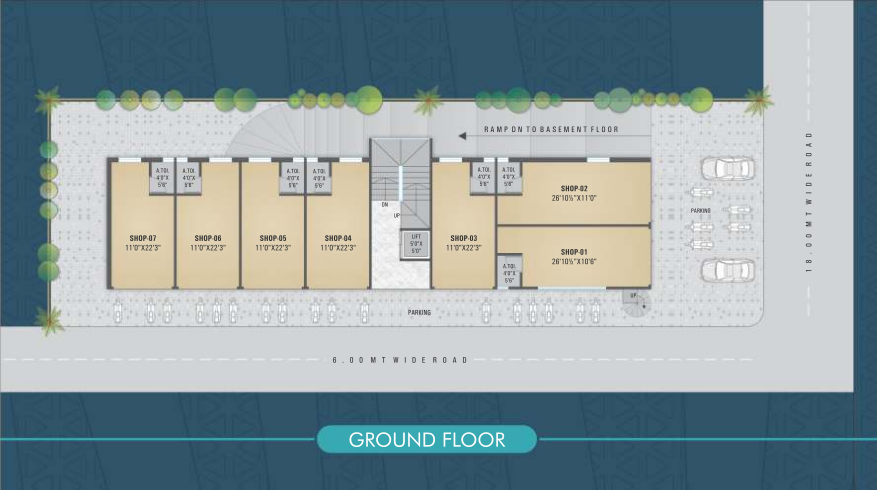 RAMP DN TO BASEMENT FLOOR
A.TOI.
4'0"X
5'6"
A.TOI.
4'0"X
5'6"
A.TOI.
4'0"X
5'6"
A.TOI.
4'0"X
5'6"
A.TOI.
4'0"X
5'6"
A.TOI.
4'0"X
5'6"
SHOP-02
26'10½"X11'0"
DN
UP
PARKING
18.00 MT WIDE ROAD
SHOP-07
11'0"X22'3"
SHOP-06
11'0"X22'3"
SHOP-05
11'0"X22'3"
SHOP-04
11'0"X22'3"
LIFT
5'0"X
5'0"
SHOP-03
11'0"X22'3"
SHOP-01
26'10½"X10'6"
A.TOI.
4'0"X
5'6"
UP
PARKING
6.00 MT WIDE ROAD
GROUND FLOOR